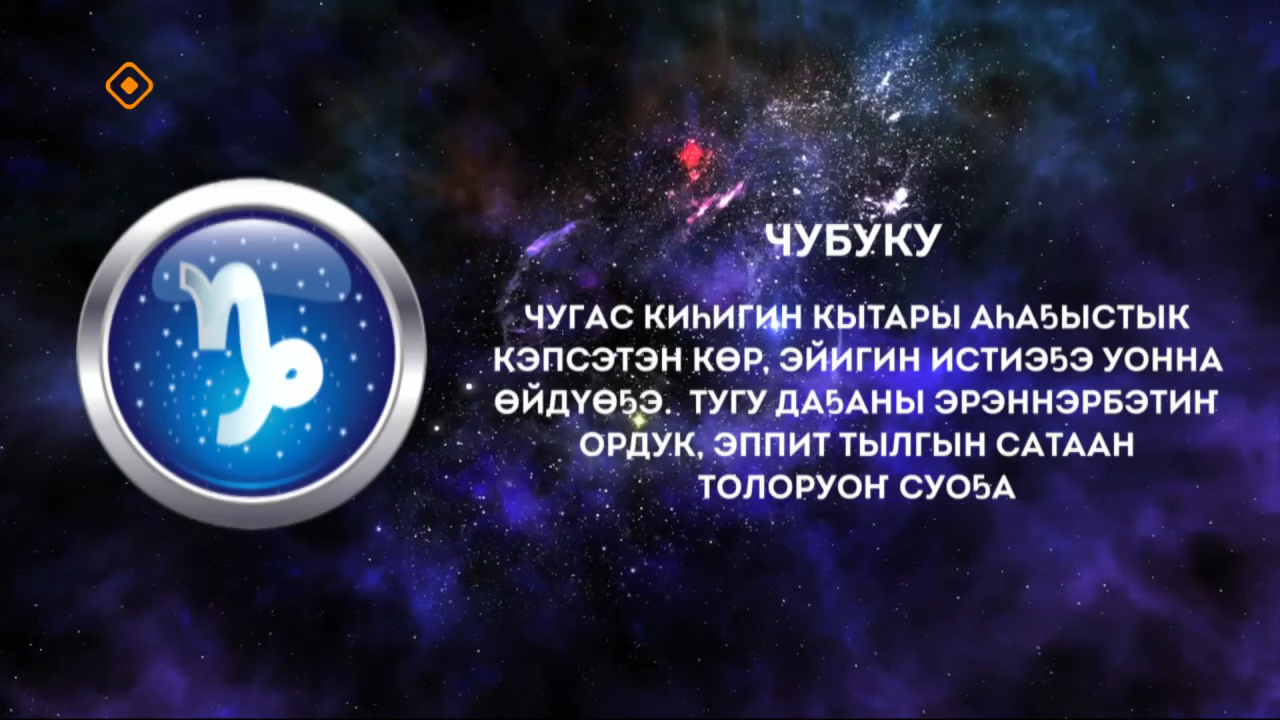 ЧУБУКУ
ЧУГАС КИҺИГИН КЫТАРЫ АҺАҔЫСТЫК
КЭПСЭТЭН КӨР, ЭЙИГИН ИСТИЭҔЭ УОННА
ӨЙДҮӨҔЭ. ТУГУ ДАҔАНЫ ЭРЭННЭРБЭТИҤ
ОРДУК, ЭППИТ ТЫЛГЫН САТААН
ТОЛОРУОҤ СУОҔА